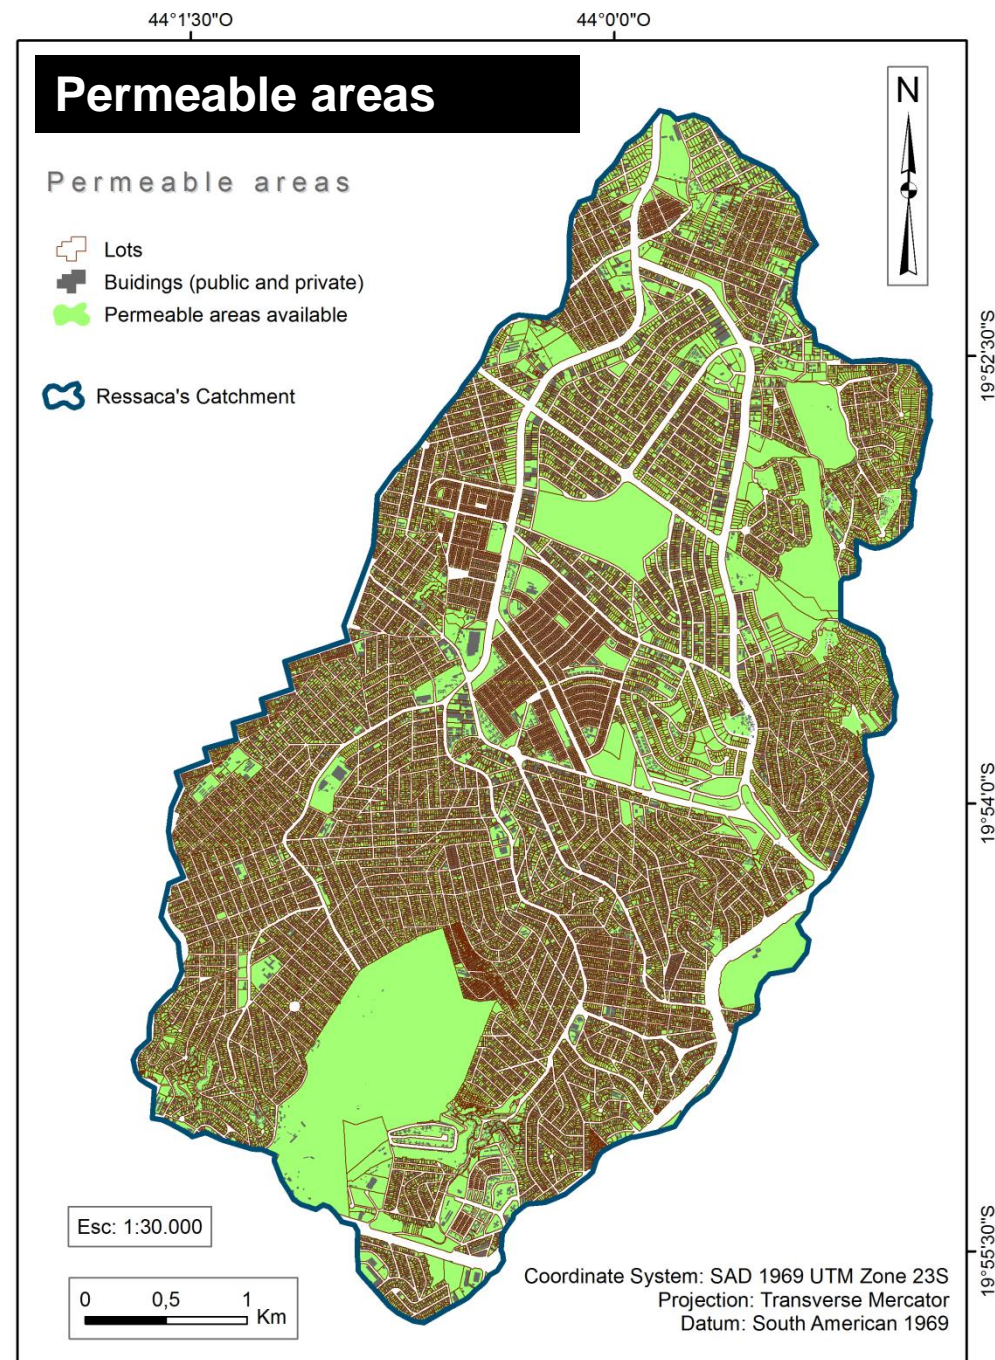 44°1'30"O
44°0'0"O
Permeable areas
N
Permeable areas
Lots
Buidings (public and private)
Permeable areas available
Ressaca's Catchment
19°52'30"S
19°54'0"S
19°55'30"S
Esc: 1:30.000
0 0,5 1
Km
Coordinate System: SAD 1969 UTM Zone 23S
Projection: Transverse Mercator
Datum: South American 1969